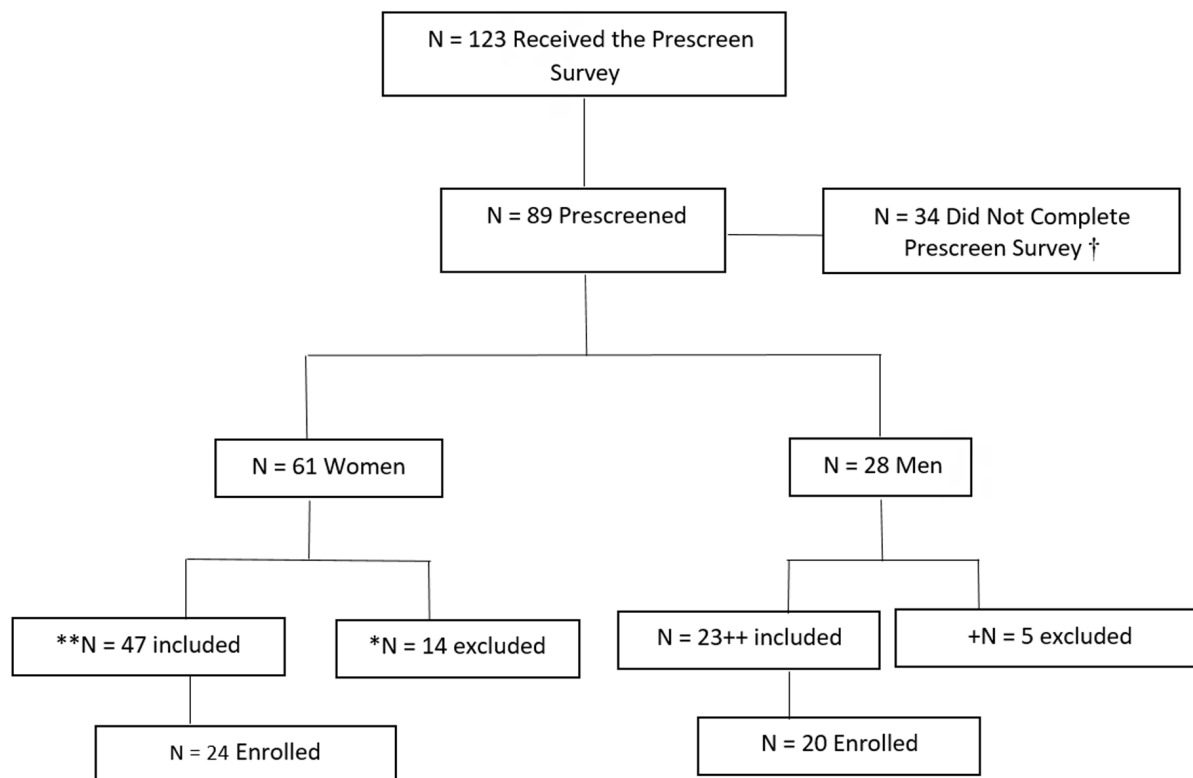 N = 123 Received the Prescreen
Survey
N = 89 Prescreened
N = 34 Did Not Complete
Prescreen Survey †
N = 61 Women
N = 28 Men
**N = 47 included
*N = 14 excluded
N = 23++ included
+N = 5 excluded
N = 24 Enrolled
N = 20 Enrolled